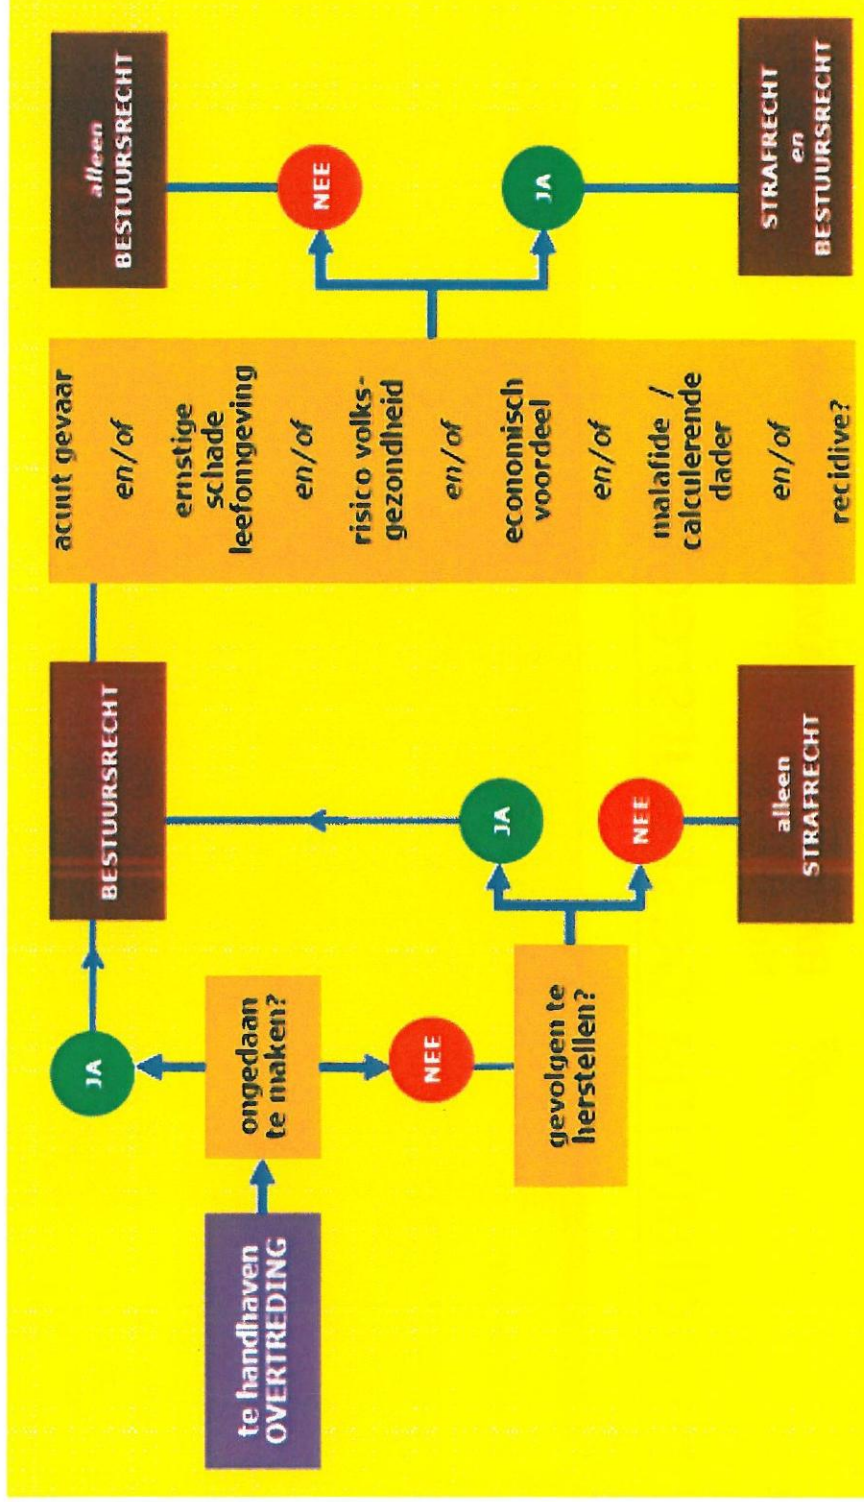 te handhaven
OVERTREDING
ongedaan
te maken?
JA
NEE
gevolgen te
herstellen?
JA
NEE
BESTUURSRECHT
alleen
STRAFRECHT
acuut gevaar
en/of
ernstige
schade
leefomgeving
en/of
risico volks-
gezondheid
en/of
economisch
voordeel
en/of
malafide /
calculerende
dader
en/of
recidive?
NEE
JA
alleen
BESTUURSRECHT
STRAFRECHT
en
BESTUURSRECHT